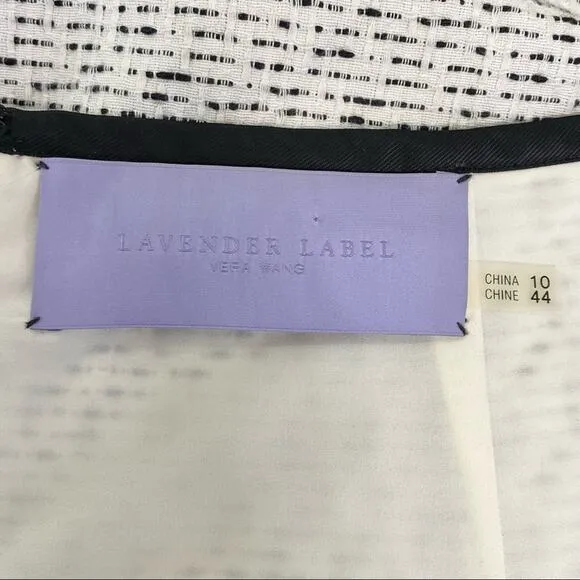 LAVENDER LABEL
VERA WANG
CHINA 10
CHINE 44